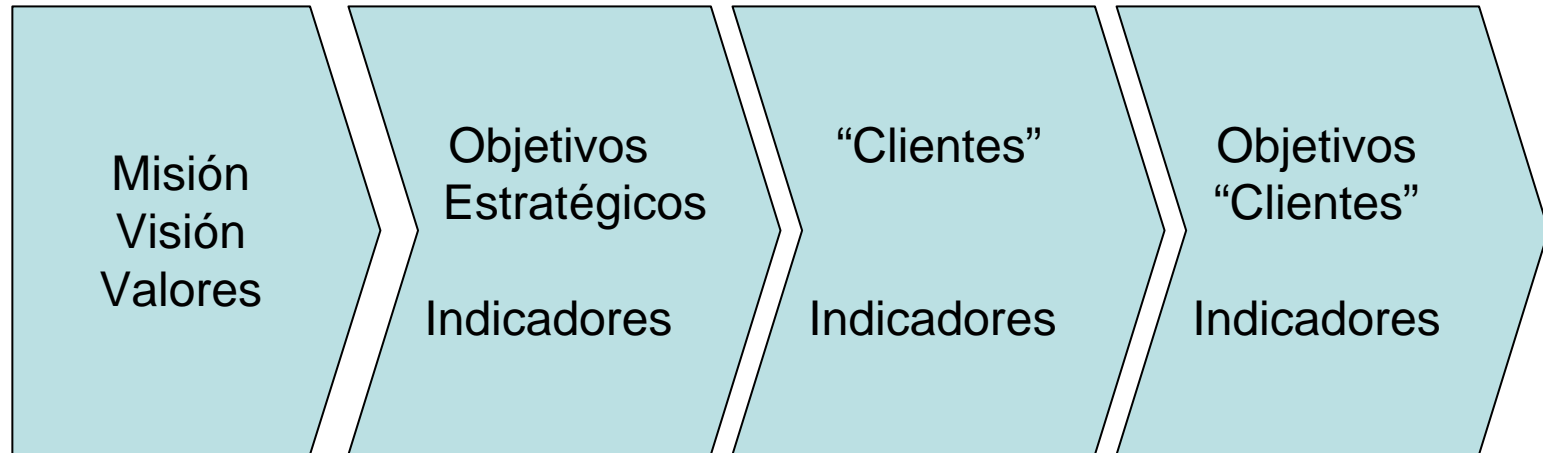 Misión
Visión
Valores
Objetivos
Estratégicos
Indicadores
“Clientes”
Indicadores
Objetivos
“Clientes”
Indicadores